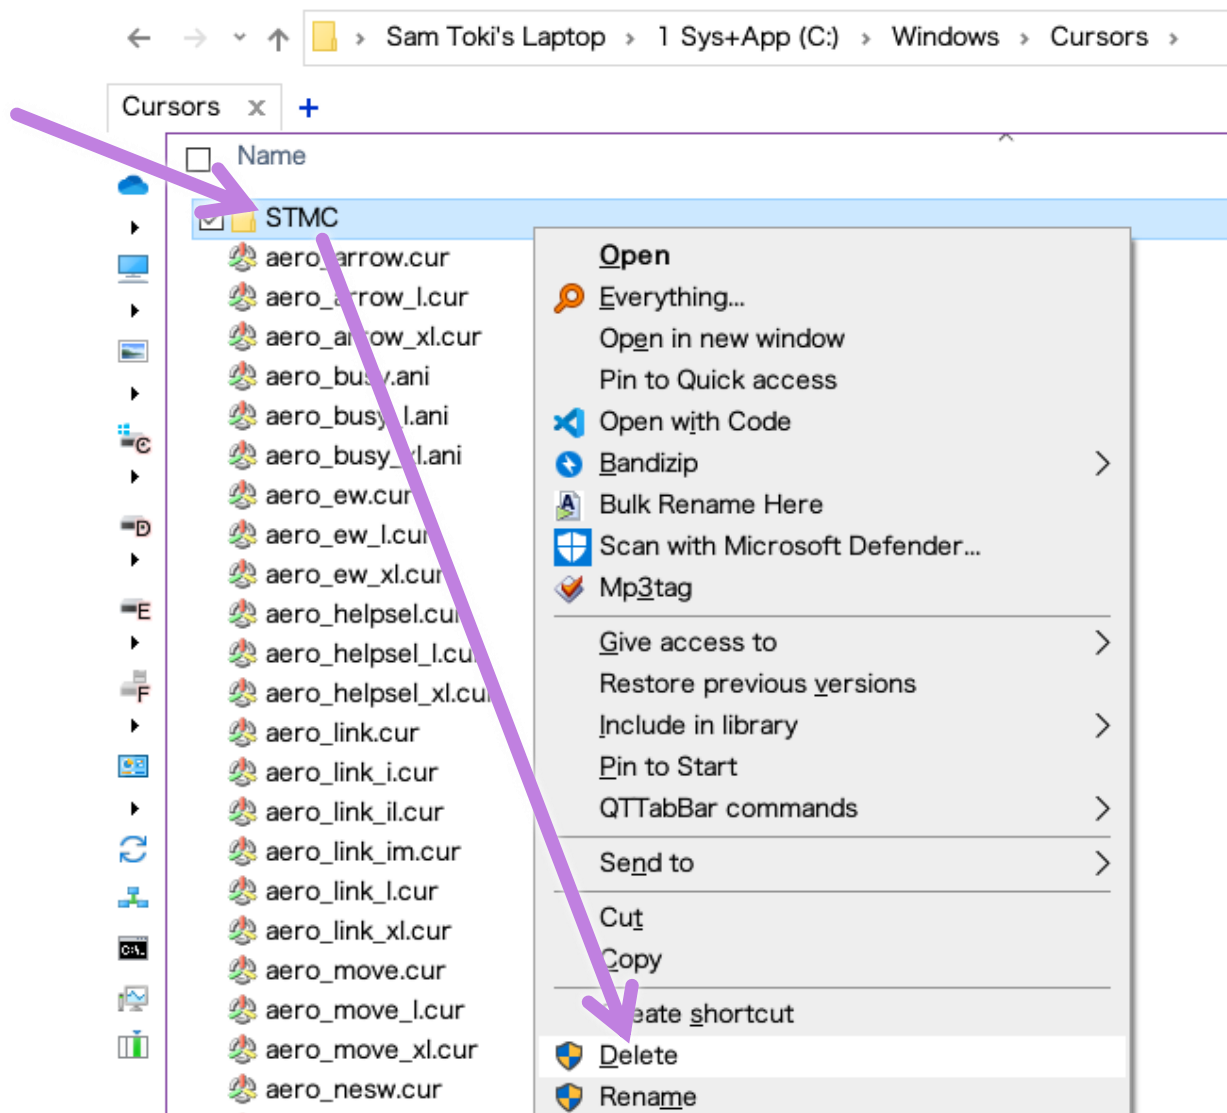 Sam Toki's Laptop › 1 Sys+App (C:) › Windows › Cursors ›
Cursors x +
Name
STMC
aero_arrow.cur
aero_arrow_l.cur
aero_arrow_xl.cur
aero_busy.ani
aero_busy_l.ani
aero_busy_xl.ani
aero_ew.cur
aero_ew_l.cur
aero_ew_xl.cur
aero_helpsel.cur
aero_helpsel_l.cur
aero_helpsel_xl.cur
aero_link.cur
aero_link_i.cur
aero_link_il.cur
aero_link_im.cur
aero_link_l.cur
aero_link_xl.cur
aero_move.cur
aero_move_l.cur
aero_move_xl.cur
aero_nesw.cur
Open
Everything...
Open in new window
Pin to Quick access
Open with Code
Bandizip
Bulk Rename Here
Scan with Microsoft Defender...
Mp3tag
Give access to
Restore previous versions
Include in library
Pin to Start
QTTabBar commands
Send to
Cut
Copy
Create shortcut
Delete
Rename
C
D
E
F
C:\.